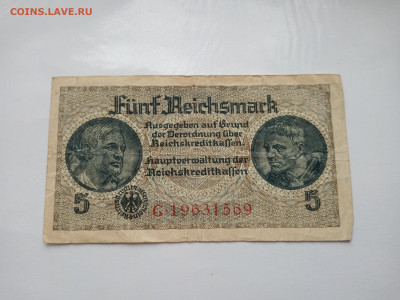 COINS.LAVE.RU
Fünf Reichsmark
Ausgegeben auf Grund
der Verordnung über
Reichskreditkassen.
Hauptverwaltung der
Reichskreditkassen
5
G·19631569
5